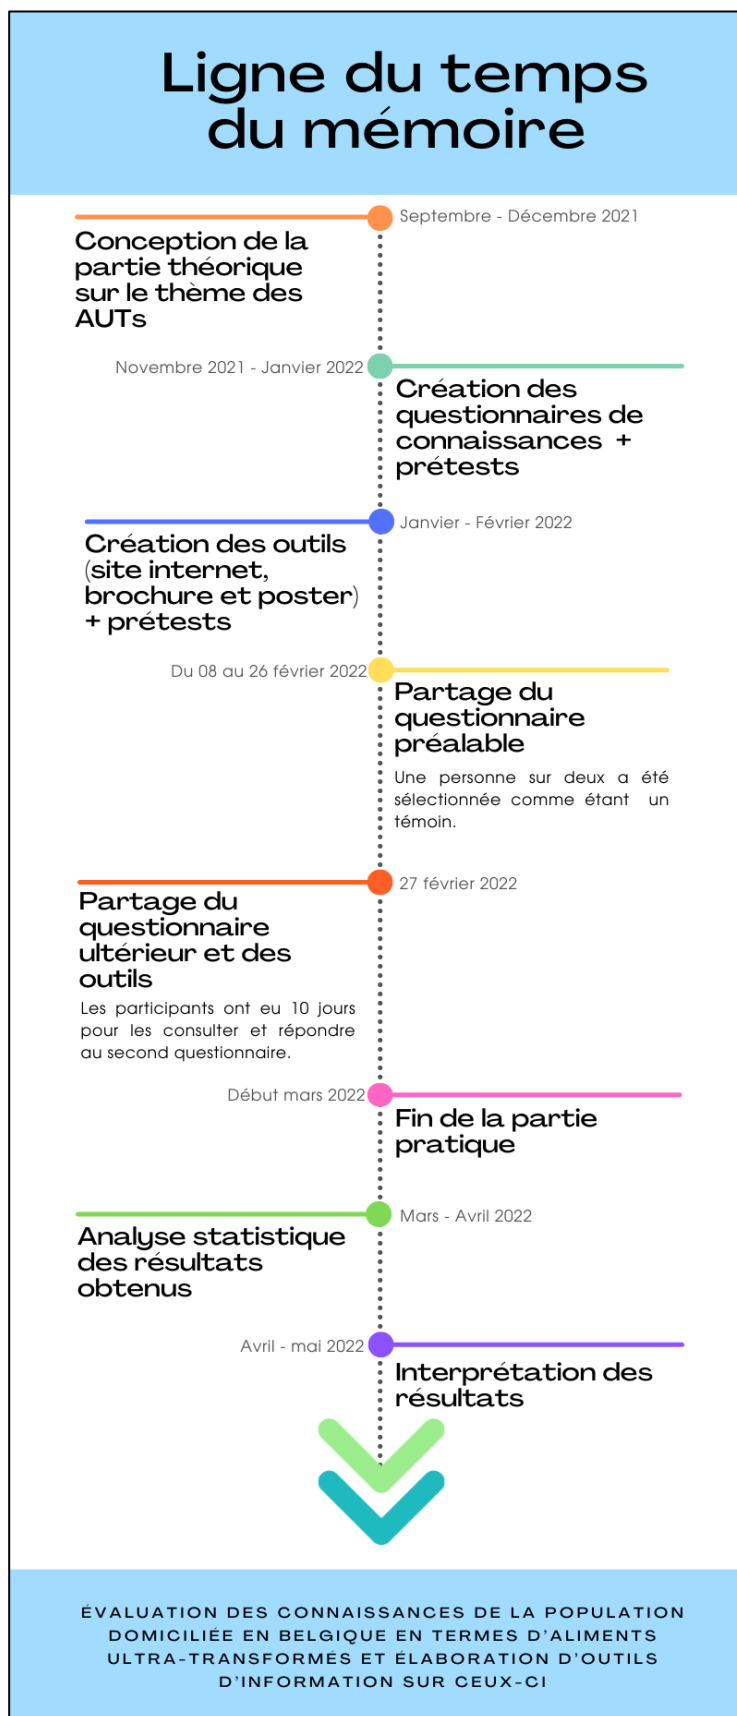 Ligne du temps
du mémoire
Septembre - Décembre 2021
Conception de la
partie théorique
sur le thème des
AUTs
Novembre 2021 - Janvier 2022
Création des
questionnaires de
connaissances +
prétests
Janvier - Février 2022
Création des outils
(site internet,
brochure et poster)
+ prétests
Du 08 au 26 février 2022
Partage du
questionnaire
préalable
Une personne sur deux a été
sélectionnée comme étant un
témoin.
27 février 2022
Partage du
questionnaire
ultérieur et des
outils
Les participants ont eu 10 jours
pour les consulter et répondre
au second questionnaire.
Début mars 2022
Fin de la partie
pratique
Mars - Avril 2022
Analyse statistique
des résultats
obtenus
Avril - mai 2022
Interprétation des
résultats
ÉVALUATION DES CONNAISSANCES DE LA POPULATION
DOMICILIÉE EN BELGIQUE EN TERMES D'ALIMENTS
ULTRA-TRANSFORMÉS ET ÉLABORATION D'OUTILS
D'INFORMATION SUR CEUX-CI